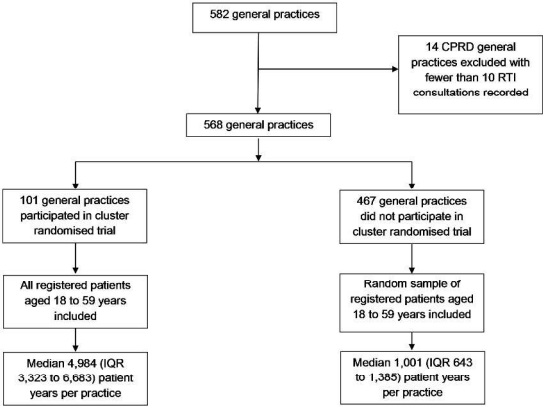 582 general practices
14 CPRD general
practices excluded with
fewer than 10 RTI
consultations recorded
568 general practices
101 general practices
participated in cluster
randomised trial
467 general practices
did not participate in
cluster randomised trial
All registered patients
aged 18 to 59 years
included
Random sample of
registered patients aged
18 to 59 years included
Median 4,984 (IQR
3,323 to 6,683) patient
years per practice
Median 1,001 (IQR 643
to 1,385) patient years
per practice